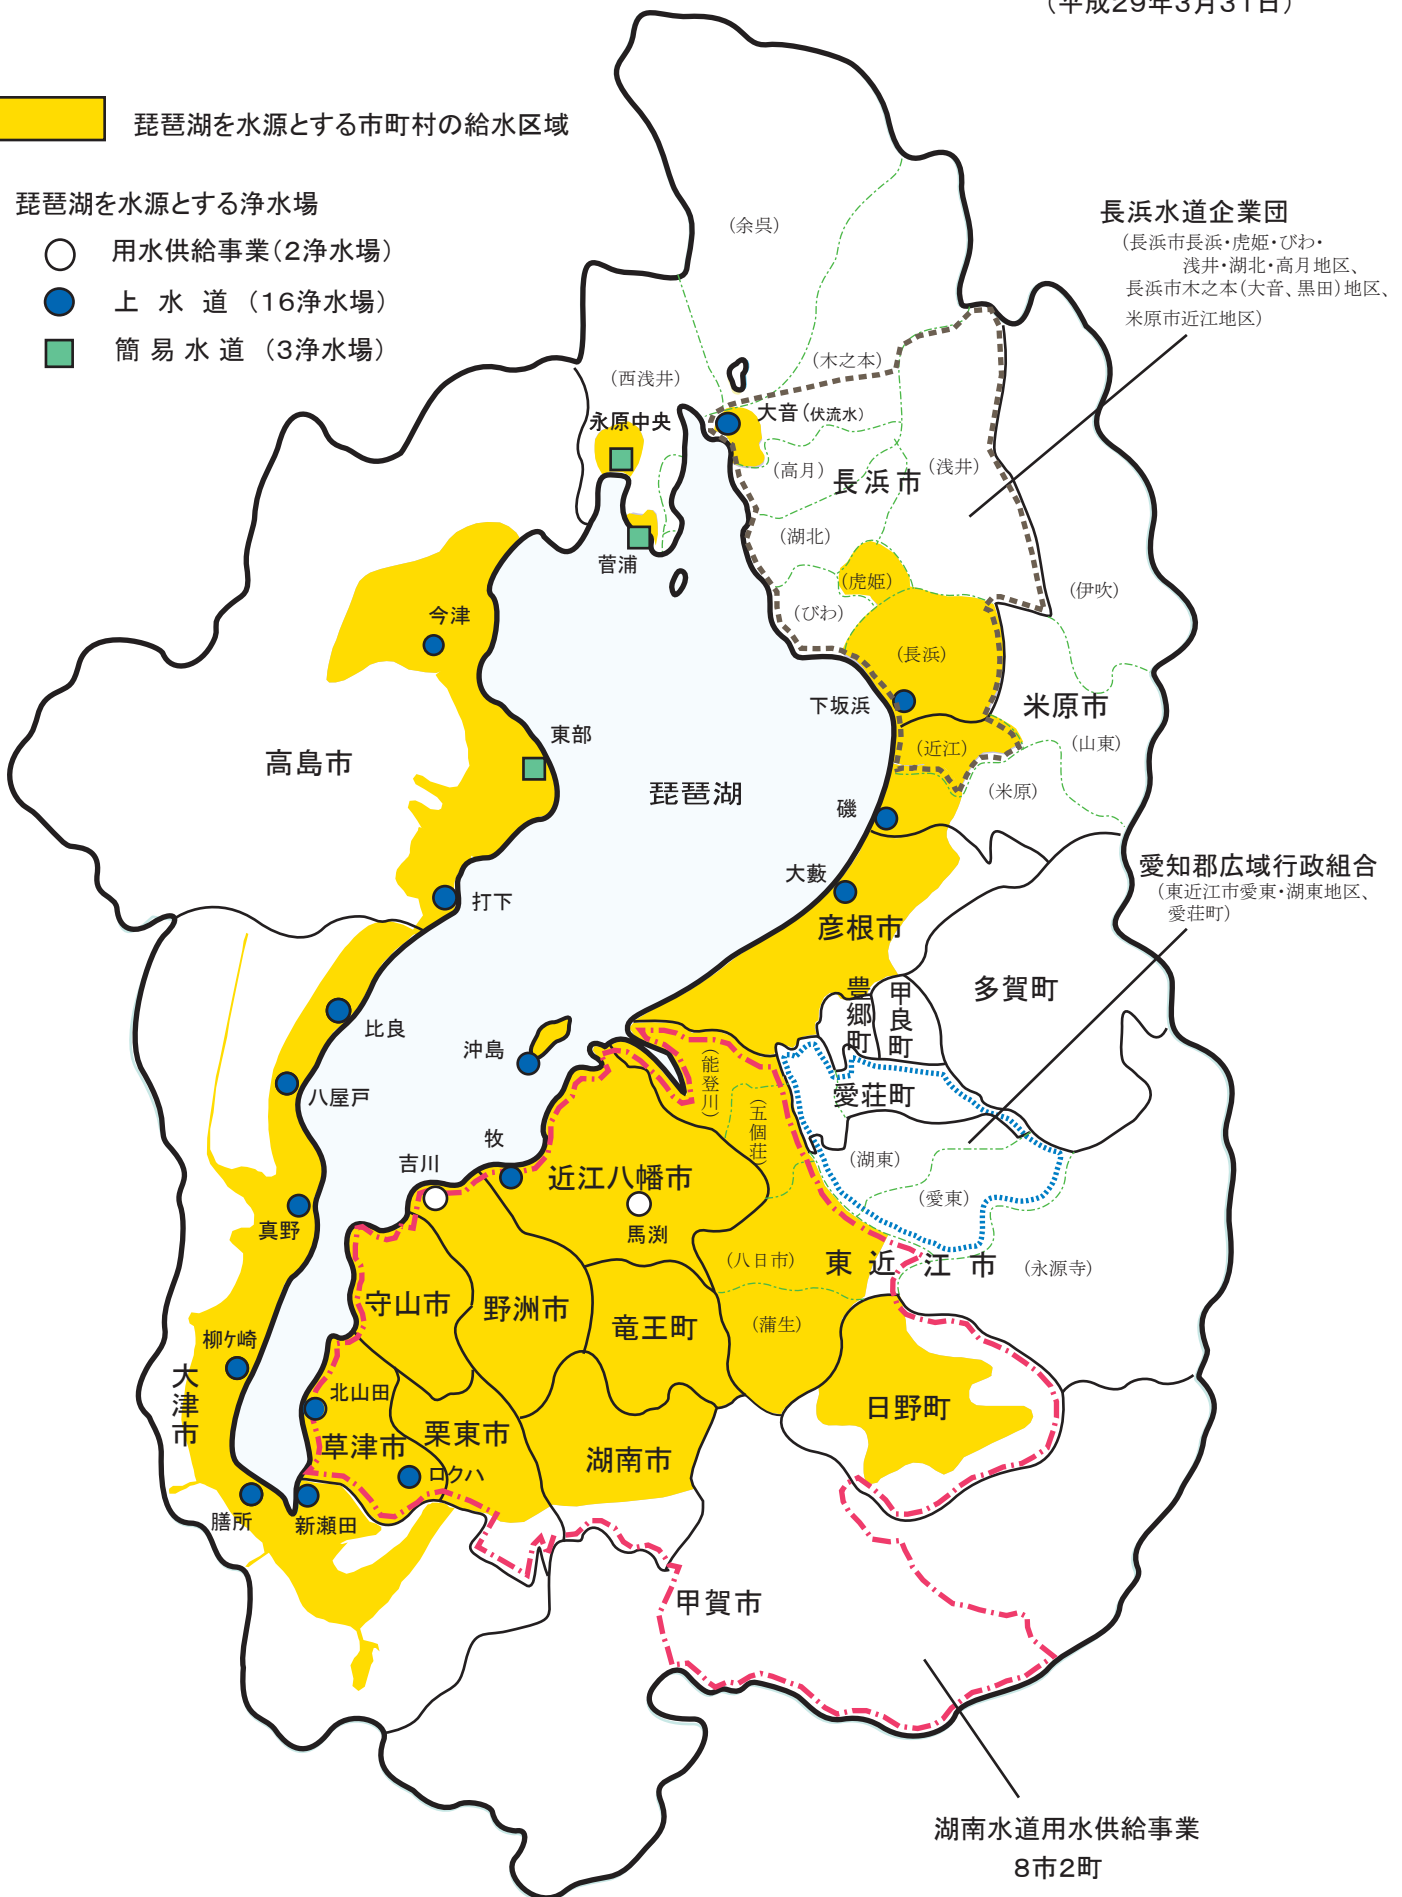 (平成29年3月31日)
琵琶湖を水源とする市町村の給水区域
琵琶湖を水源とする浄水場
用水供給事業(2浄水場)
上水道 (16浄水場)
簡易水道 (3浄水場)
長浜水道企業団
(長浜市長浜・虎姫・びわ・
浅井・湖北・高月地区、
長浜市木之本(大音、黒田)地区、
米原市近江地区)
(余呉)
(木之本)
(西浅井)
永原中央
大音(伏流水)
(高月)
長浜市
(浅井)
(湖北)
菅浦
(虎姫)
(びわ)
(伊吹)
今津
(長浜)
下坂浜
米原市
東部
(近江)
(山東)
高島市
琵琶湖
(米原)
磯
大藪
愛知郡広域行政組合
(東近江市愛東・湖東地区、
愛荘町)
打下
彦根市
豊郷町
甲良町
多賀町
比良
沖島
(能登川)
八屋戸
愛荘町
(五個荘)
牧
吉川
近江八幡市
(湖東)
(愛東)
真野
馬渕
(八日市)
東近江市
(永源寺)
守山市
野洲市
竜王町
(蒲生)
柳ケ崎
大津市
北山田
日野町
草津市
栗東市
湖南市
ロクハ
膳所
新瀬田
甲賀市
湖南水道用水供給事業
8市2町